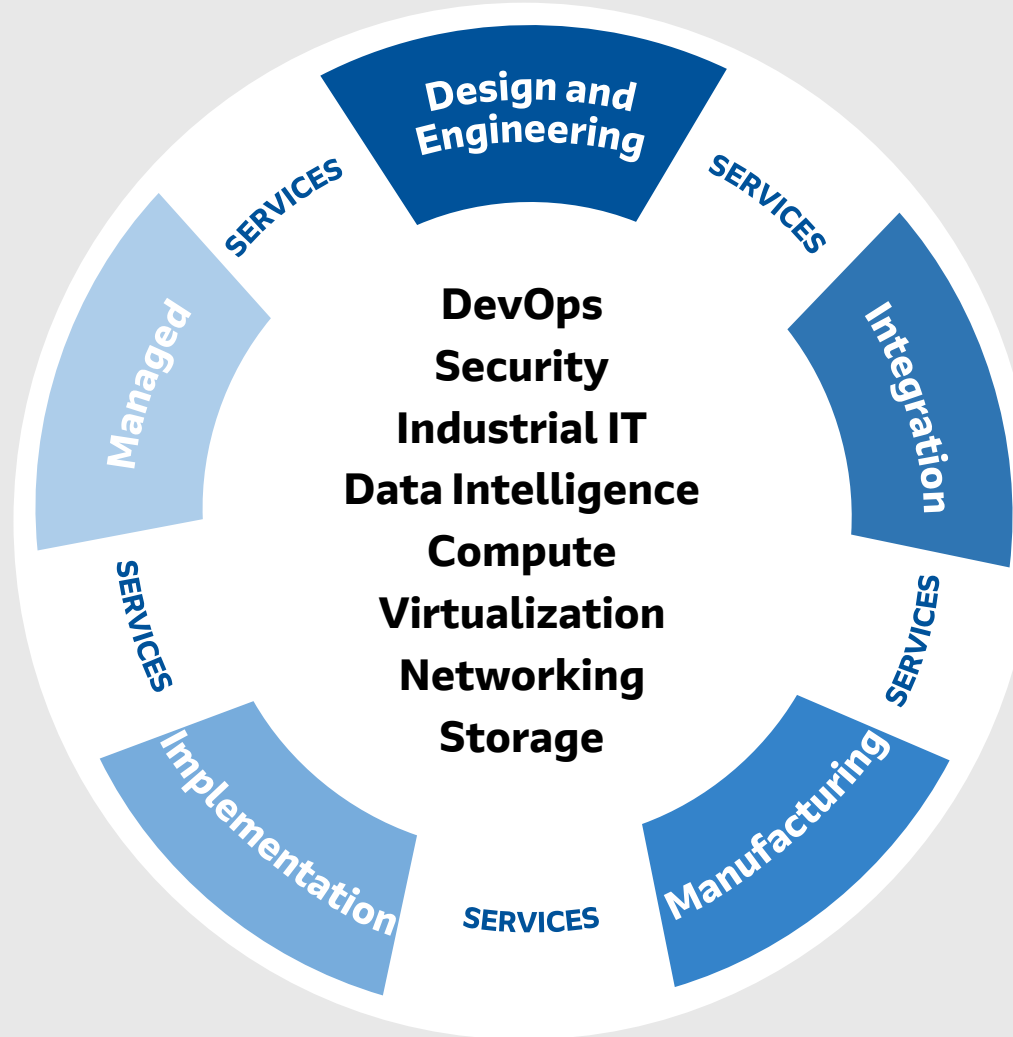 Design and
Engineering
SERVICES
Integration
SERVICES
Manufacturing
SERVICES
Implementation
SERVICES
Managed
SERVICES
DevOps
Security
Industrial IT
Data Intelligence
Compute
Virtualization
Networking
Storage